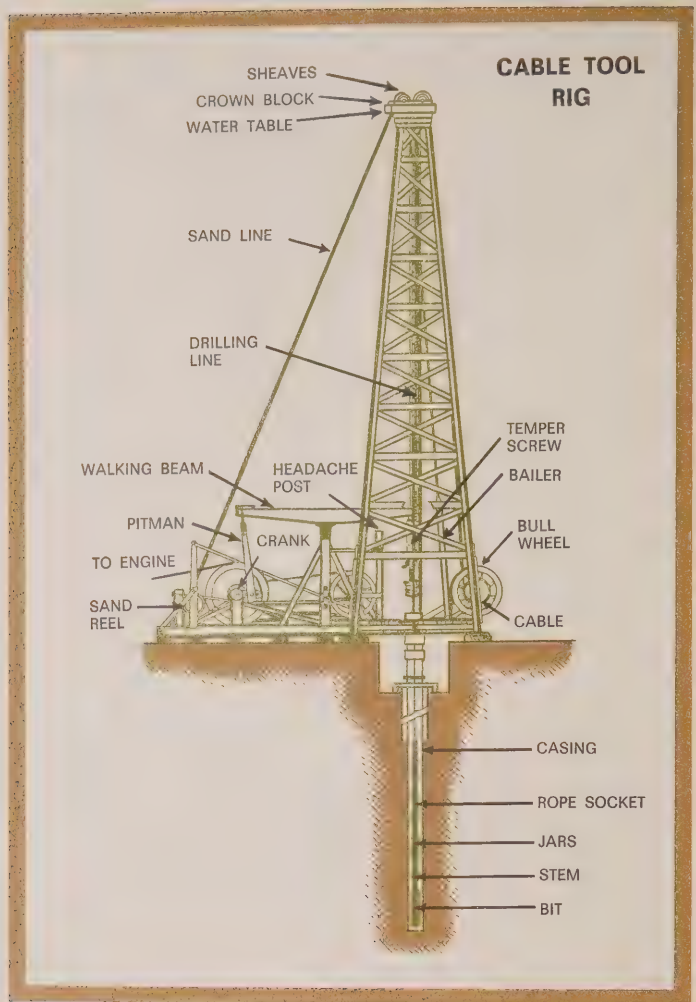 CABLE TOOL
RIG
SHEAVES
CROWN BLOCK
WATER TABLE
SAND LINE
DRILLING
LINE
TEMPER
SCREW
WALKING BEAM
HEADACHE
POST
BAILER
PITMAN
CRANK
BULL
WHEEL
TO ENGINE
SAND
REEL
CABLE
CASING
ROPE SOCKET
JARS
STEM
BIT